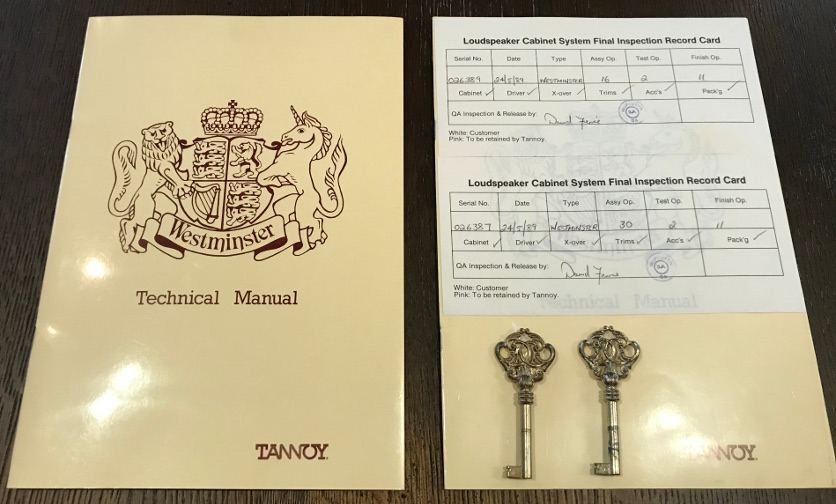 Westminster
Technical Manual
TANNOY
Loudspeaker Cabinet System Final Inspection Record Card
Serial No. Date Type Assy Op. Test Op. Finish Op.
026389 24/5/89 WESTMINSTER 16 2 11
Cabinet ✓ Driver ✓ X-over ✓ Trims ✓ Acc's ✓ Pack'g ✓
QA Inspection & Release by: David
White: Customer
Pink: To be retained by Tannoy.
Loudspeaker Cabinet System Final Inspection Record Card
Serial No. Date Type Assy Op. Test Op. Finish Op.
026387 24/5/89 WESTMINSTER 30 2 11
Cabinet ✓ Driver ✓ X-over ✓ Trims ✓ Acc's ✓ Pack'g ✓
QA Inspection & Release by: David
White: Customer
Pink: To be retained by Tannoy.
Technical Manual
TANNOY